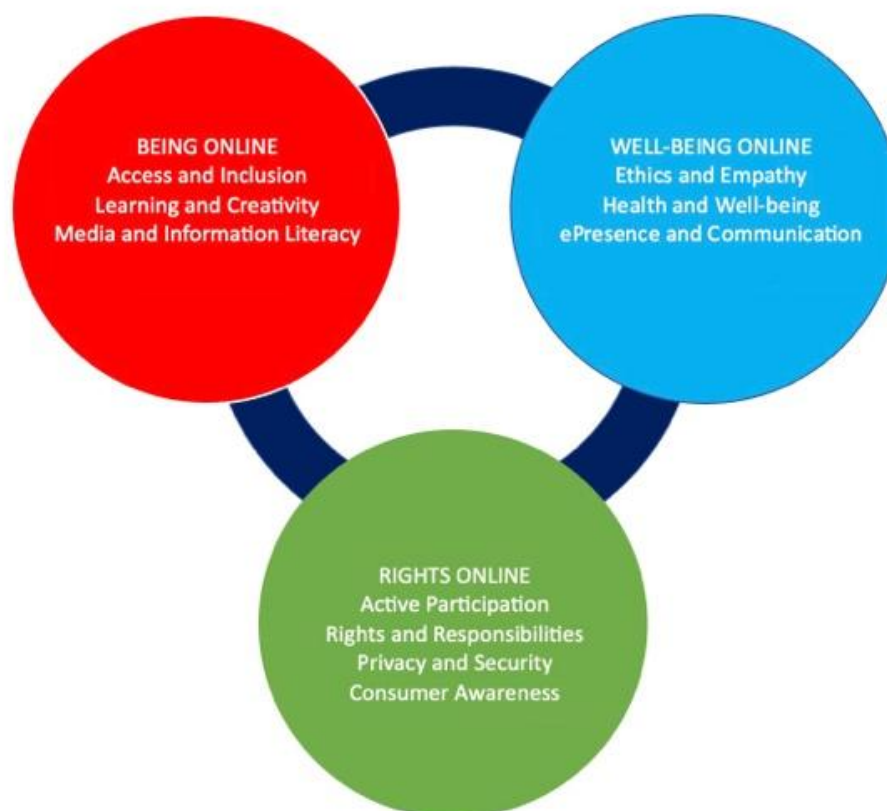 BEING ONLINE
Access and Inclusion
Learning and Creativity
Media and Information Literacy
WELL-BEING ONLINE
Ethics and Empathy
Health and Well-being
ePresence and Communication
RIGHTS ONLINE
Active Participation
Rights and Responsibilities
Privacy and Security
Consumer Awareness